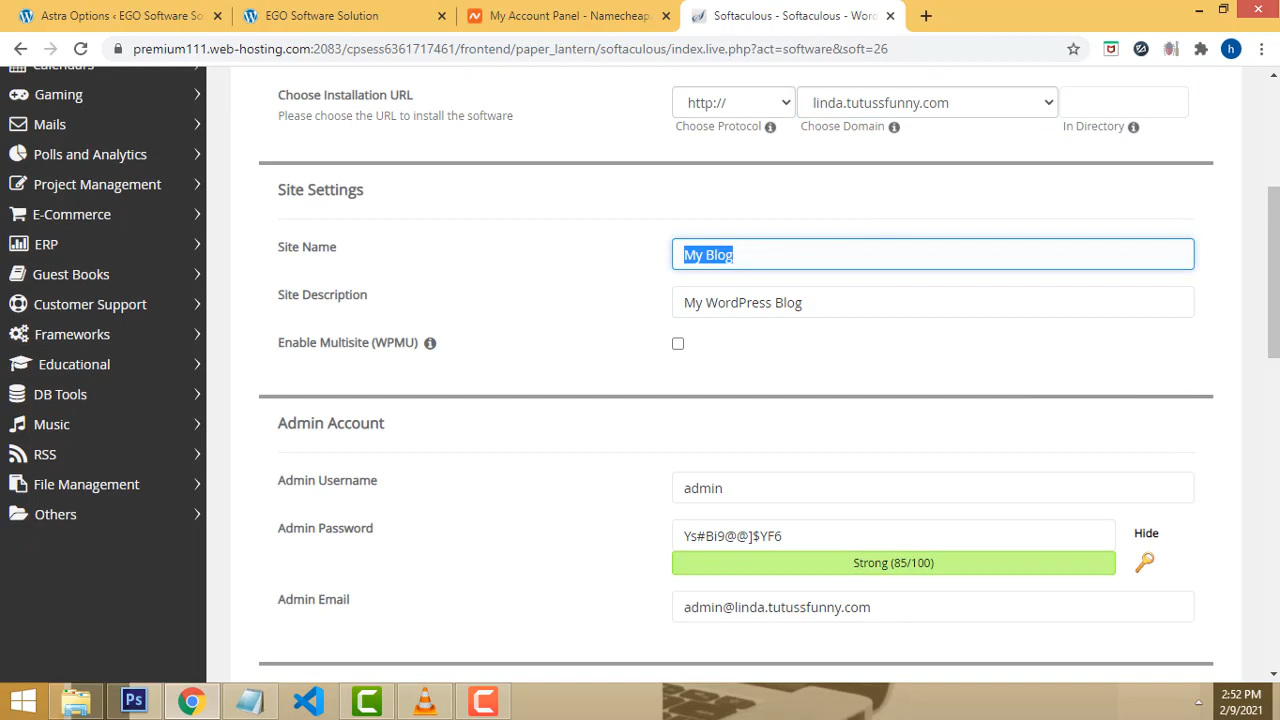 Astra Options ‹ EGO Software So
EGO Software Solution
My Account Panel - Namecheap.
Softaculous - Softaculous - Wor
premium111.web-hosting.com:2083/cpsess6361717461/frontend/paper_lantern/softaculous/index.live.php?act=software&soft=26
h
Calendars
Gaming
Mails
Polls and Analytics
Project Management
E-Commerce
ERP
Guest Books
Customer Support
Frameworks
Educational
DB Tools
Music
RSS
File Management
Others
Choose Installation URL
Please choose the URL to install the software
http://
linda.tutussfunny.com
Choose Protocol
Choose Domain
In Directory
Site Settings
Site Name
My Blog
Site Description
My WordPress Blog
Enable Multisite (WPMU)
Admin Account
Admin Username
admin
Admin Password
Ys#Bi9@@]$YF6
Hide
Strong (85/100)
Admin Email
admin@linda.tutussfunny.com
Ps
2:52 PM
2/9/2021